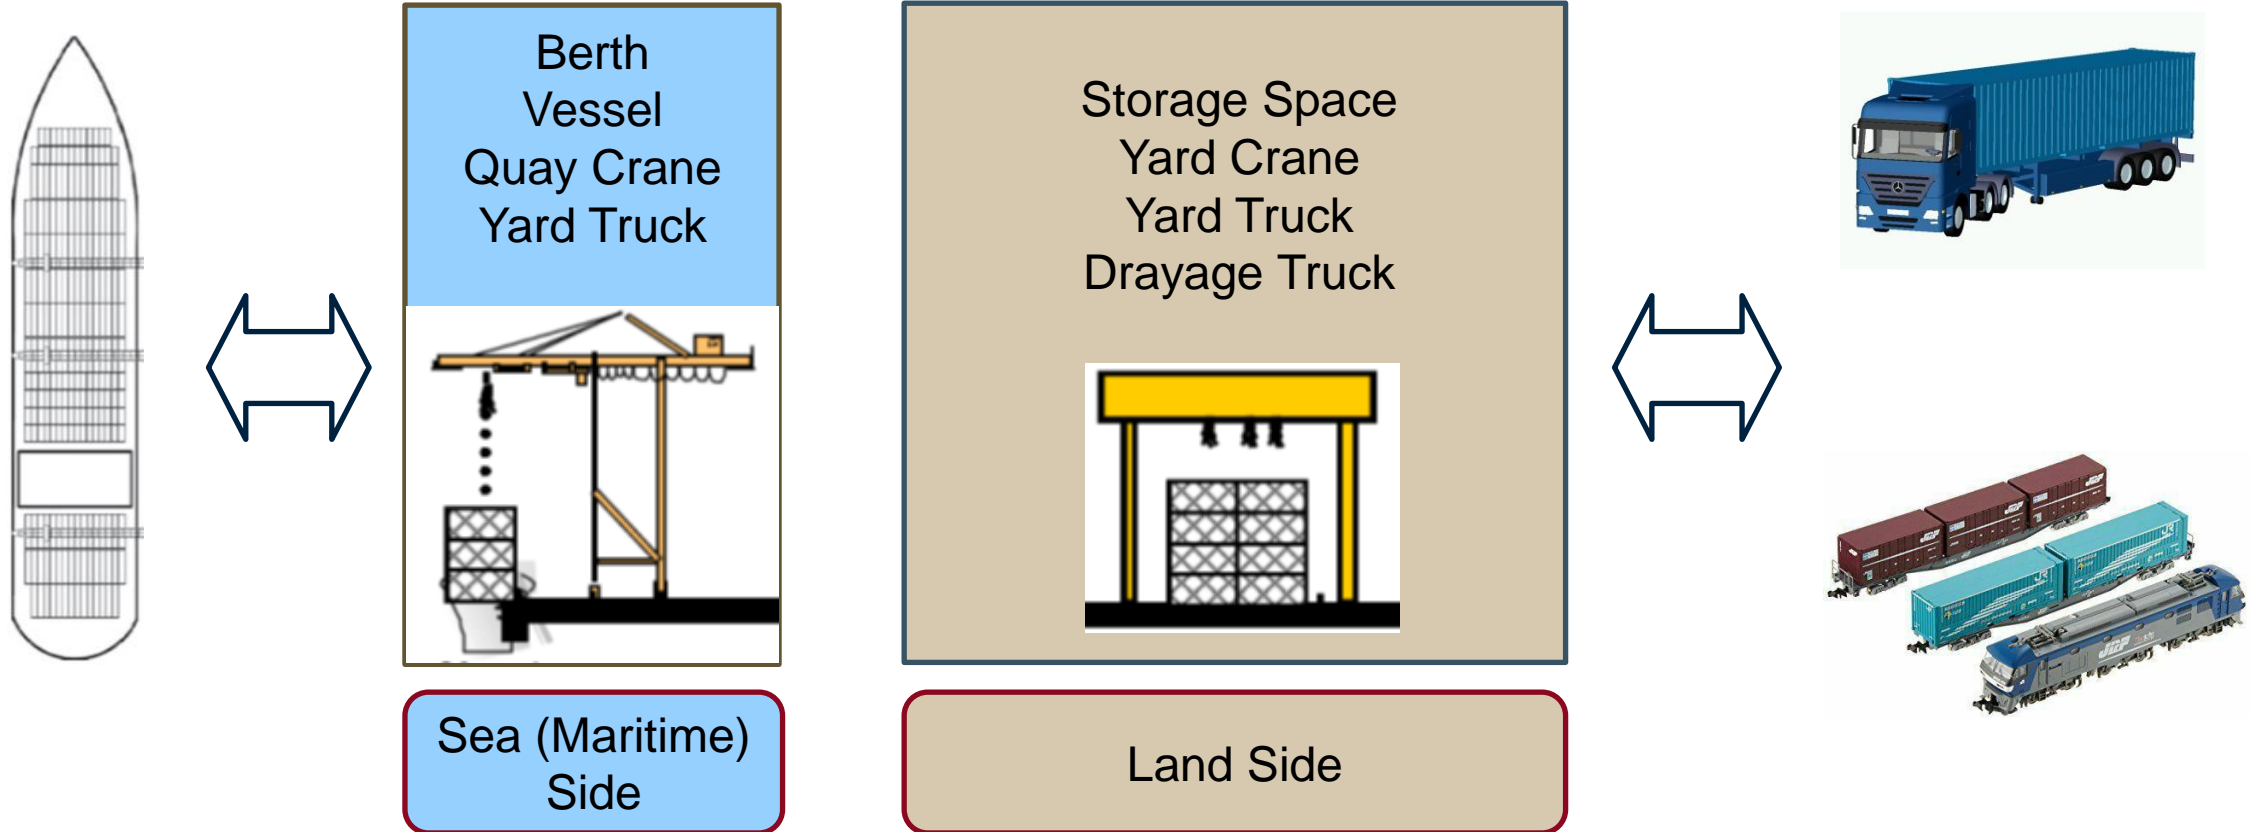 Berth
Vessel
Quay Crane
Yard Truck
Storage Space
Yard Crane
Yard Truck
Drayage Truck
Sea (Maritime)
Side
Land Side